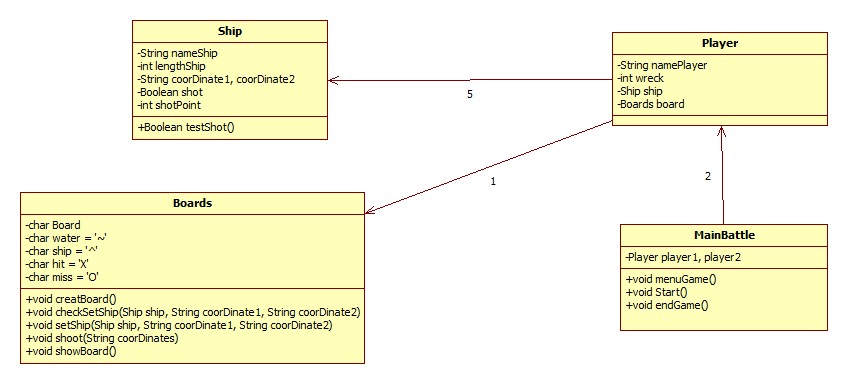 Ship
-String nameShip
-int lengthShip
-String coorDinate1, coorDinate2
-Boolean shot
-int shotPoint
+Boolean testShot()
Player
-String namePlayer
-int wreck
-Ship ship
-Boards board
5
1
2
Boards
-char Board
-char water = '~'
-char ship = '^'
-char hit = 'X'
-char miss = 'O'
+void creatBoard()
+void checkSetShip(Ship ship, String coorDinate1, String coorDinate2)
+void setShip(Ship ship, String coorDinate1, String coorDinate2)
+void shoot(String coorDinates)
+void showBoard()
MainBattle
-Player player1, player2
+void menuGame()
+void Start()
+void endGame()